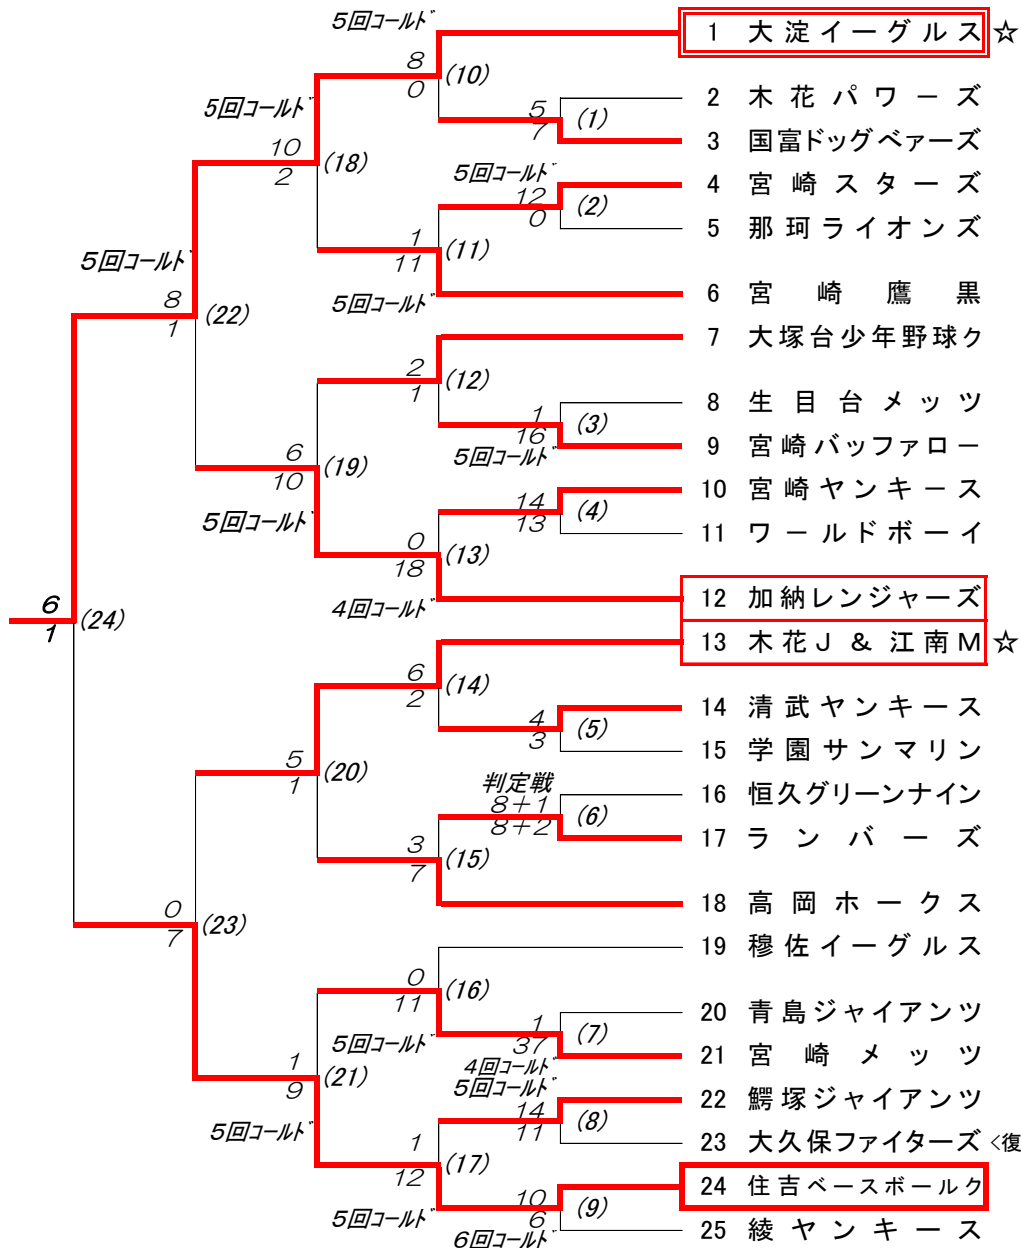 5回コールド
1 大淀イーグルス ☆
8
0
(10)
2 木花パワーズ
5回コールド
5
7
(1)
3 国富ドッグベァーズ
10
2
(18)
5回コールド
4 宮崎スターズ
12
0
(2)
5 那珂ライオンズ
1
11
(11)
5回コールド
5回コールド
6 宮崎鷹黒
8
1
(22)
7 大塚台少年野球ク
2
1
(12)
8 生目台メッツ
1
16
(3)
5回コールド
9 宮崎バッファロー
6
10
(19)
10 宮崎ヤンキース
14
13
(4)
5回コールド
11 ワールドボーイ
0
18
(13)
4回コールド
12 加納レンジャーズ
6
1
(24)
13 木花J & 江南M ☆
6
2
(14)
14 清武ヤンキース
4
3
(5)
15 学園サンマリン
5
1
(20)
判定戦
16 恒久グリーンナイン
8+1
8+2
(6)
17 ランバーズ
3
7
(15)
18 高岡ホークス
0
7
(23)
19 穆佐イーグルス
0
11
(16)
20 青島ジャイアンツ
1
37
(7)
5回コールド
21 宮崎メッツ
4回コールド
1
9
(21)
5回コールド
22 鰐塚ジャイアンツ
14
11
(8)
5回コールド
23 大久保ファイターズ <復
1
12
(17)
24 住吉ベースボールク
10
6
(9)
5回コールド
6回コールド
25 綾ヤンキース